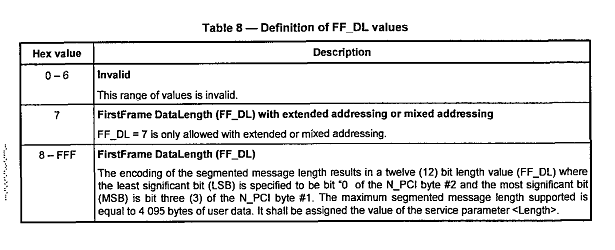 Table 8 — Definition of FF_DL values
Hex value
Description
0 – 6
Invalid
This range of values is invalid.
7
FirstFrame DataLength (FF_DL) with extended addressing or mixed addressing
FF_DL = 7 is only allowed with extended or mixed addressing.
8 – FFF
FirstFrame DataLength (FF_DL)
The encoding of the segmented message length results in a twelve (12) bit length value (FF_DL) where
the least significant bit (LSB) is specified to be bit "0 of the N_PCI byte #2 and the most significant bit
(MSB) is bit three (3) of the N_PCI byte #1. The maximum segmented message length supported is
equal to 4 095 bytes of user data. It shall be assigned the value of the service parameter <Length>.